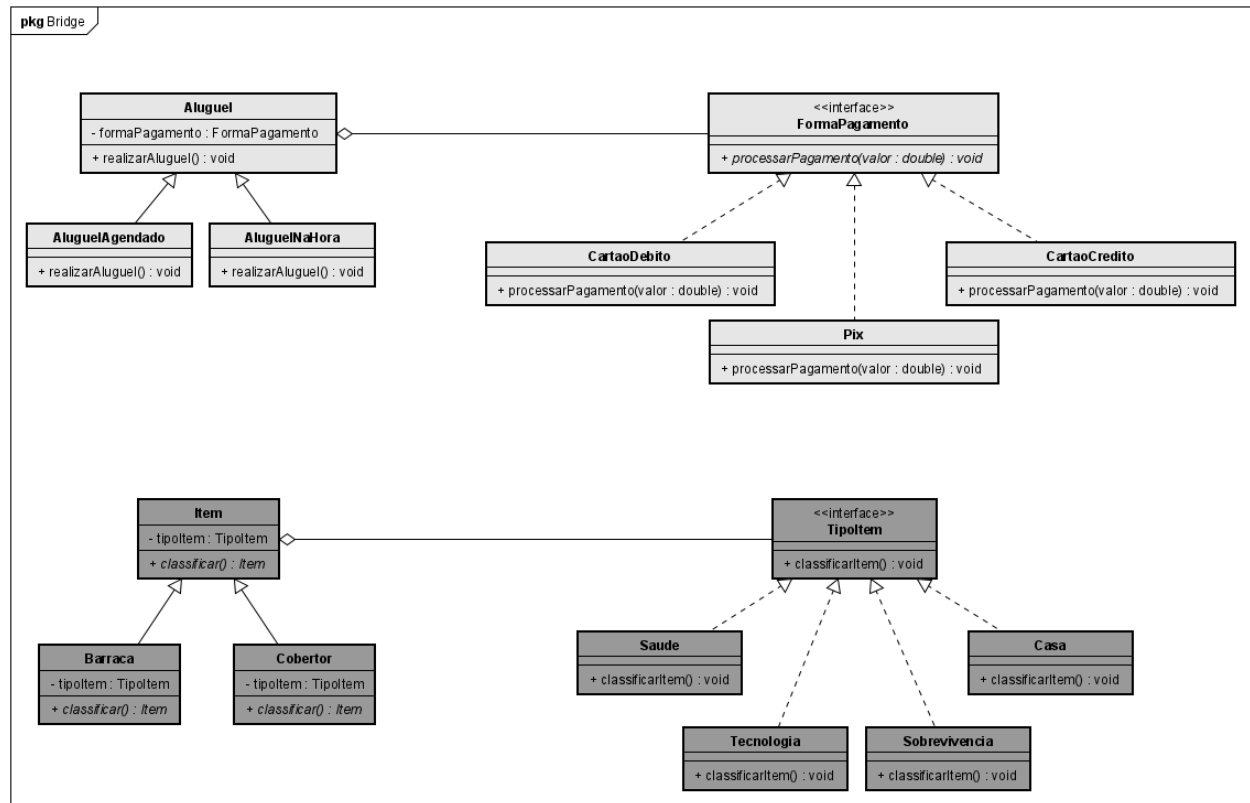 pkg Bridge
Aluguel
- formaPagamento : FormaPagamento
+ realizarAluguel() : void
<<interface>>
FormaPagamento
+ processarPagamento(valor : double) : void
AluguelAgendado
+ realizarAluguel() : void
AluguelNaHora
+ realizarAluguel() : void
CartaoDebito
+ processarPagamento(valor : double) : void
CartaoCredito
+ processarPagamento(valor : double) : void
Pix
+ processarPagamento(valor : double) : void
Item
- tipoItem : TipoItem
+ classificar() : Item
<<interface>>
TipoItem
+ classificarItem() : void
Barraca
- tipoItem : TipoItem
+ classificar() : Item
Cobertor
- tipoItem : TipoItem
+ classificar() : Item
Saude
+ classificarItem() : void
Casa
+ classificarItem() : void
Tecnologia
+ classificarItem() : void
Sobrevivencia
+ classificarItem() : void